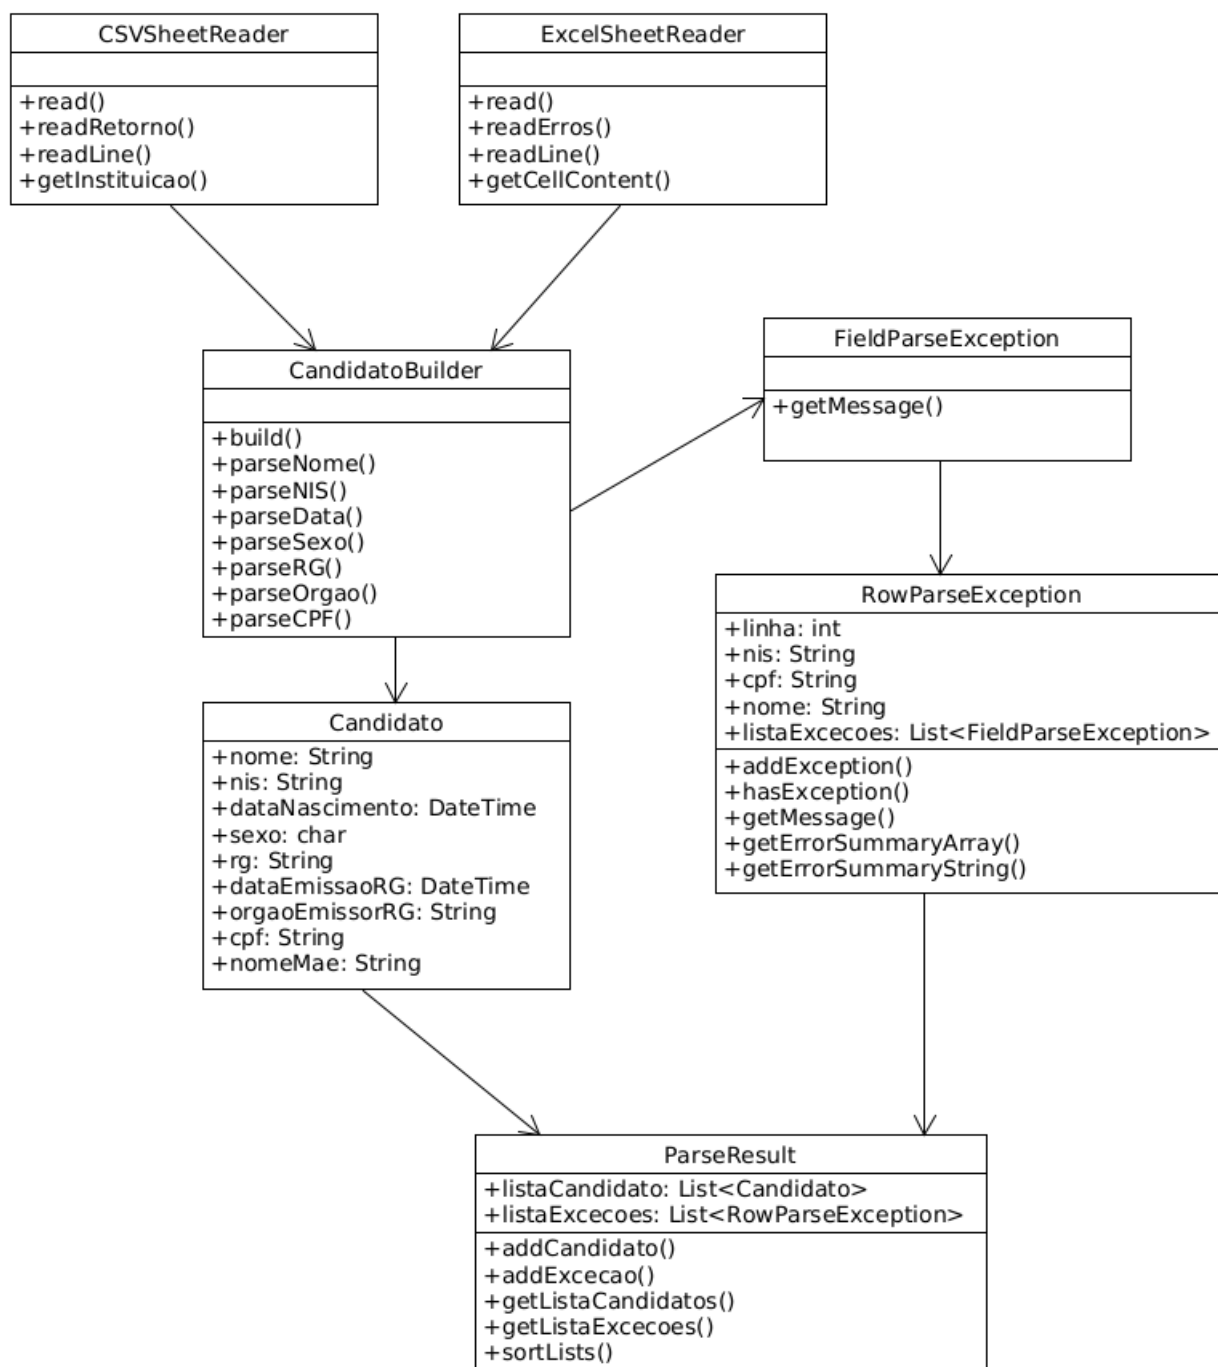 CSVSheetReader
+read()
+readRetorno()
+readLine()
+getInstituicao()
ExcelSheetReader
+read()
+readErros()
+readLine()
+getCellContent()
CandidatoBuilder
+build()
+parseNome()
+parseNIS()
+parseData()
+parseSexo()
+parseRG()
+parseOrgao()
+parseCPF()
FieldParseException
+getMessage()
RowParseException
+linha: int
+nis: String
+cpf: String
+nome: String
+listaExcecoes: List<FieldParseException>
+addException()
+hasException()
+getMessage()
+getErrorSummaryArray()
+getErrorSummaryString()
Candidato
+nome: String
+nis: String
+dataNascimento: DateTime
+sexo: char
+rg: String
+dataEmissaoRG: DateTime
+orgaoEmissorRG: String
+cpf: String
+nomeMae: String
ParseResult
+listaCandidato: List<Candidato>
+listaExcecoes: List<RowParseException>
+addCandidato()
+addExcecao()
+getListaCandidatos()
+getListaExcecoes()
+sortLists()